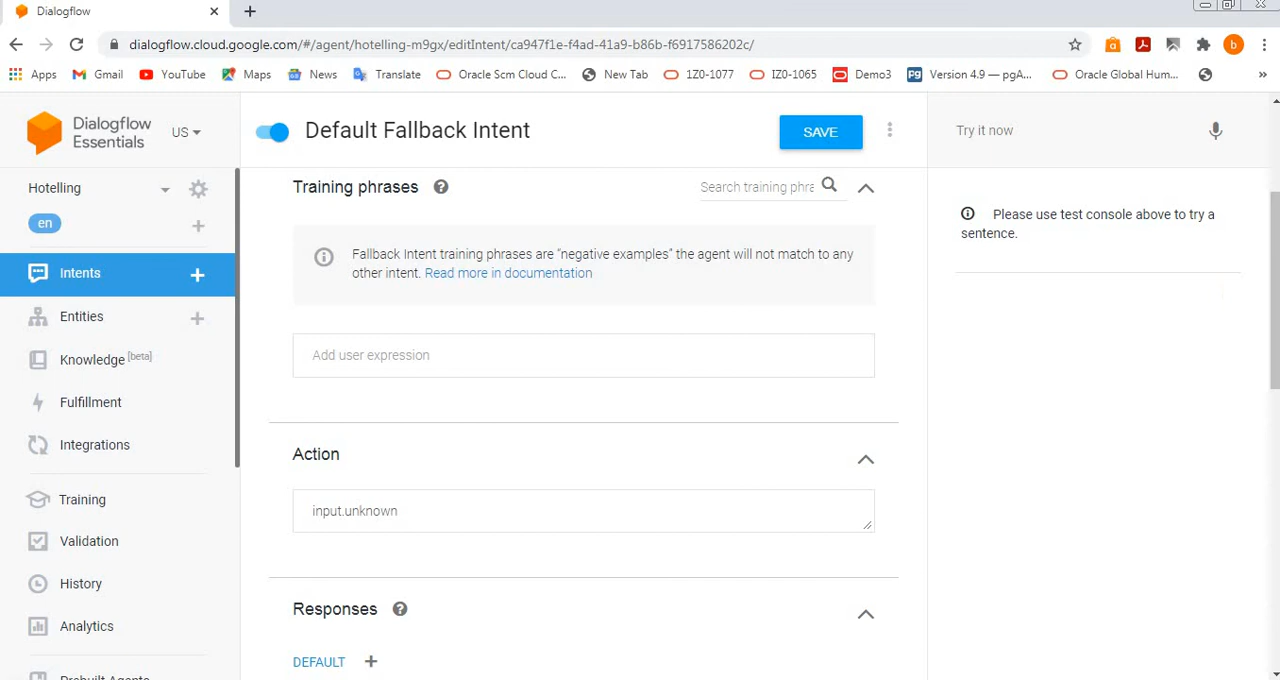 Dialogflow
dialogflow.cloud.google.com/#/agent/hotelling-m9gx/editIntent/ca947f1e-f4ad-41a9-b86b-f6917586202c/
b
Apps Gmail YouTube Maps News Translate Oracle Scm Cloud C... New Tab 1Z0-1077 IZ0-1065 Demo3 Pg Version 4.9 — pgA... Oracle Global Hum... »
Dialogflow
Essentials
US
Default Fallback Intent
SAVE
Try it now
Hotelling
en
Intents
Entities
Knowledge [beta]
Fulfillment
Integrations
Training
Validation
History
Analytics
Prebuilt Agents
Training phrases
Search training phra
Fallback Intent training phrases are “negative examples” the agent will not match to any
other intent. Read more in documentation
Add user expression
Action
input.unknown
Responses
DEFAULT
Please use test console above to try a
sentence.